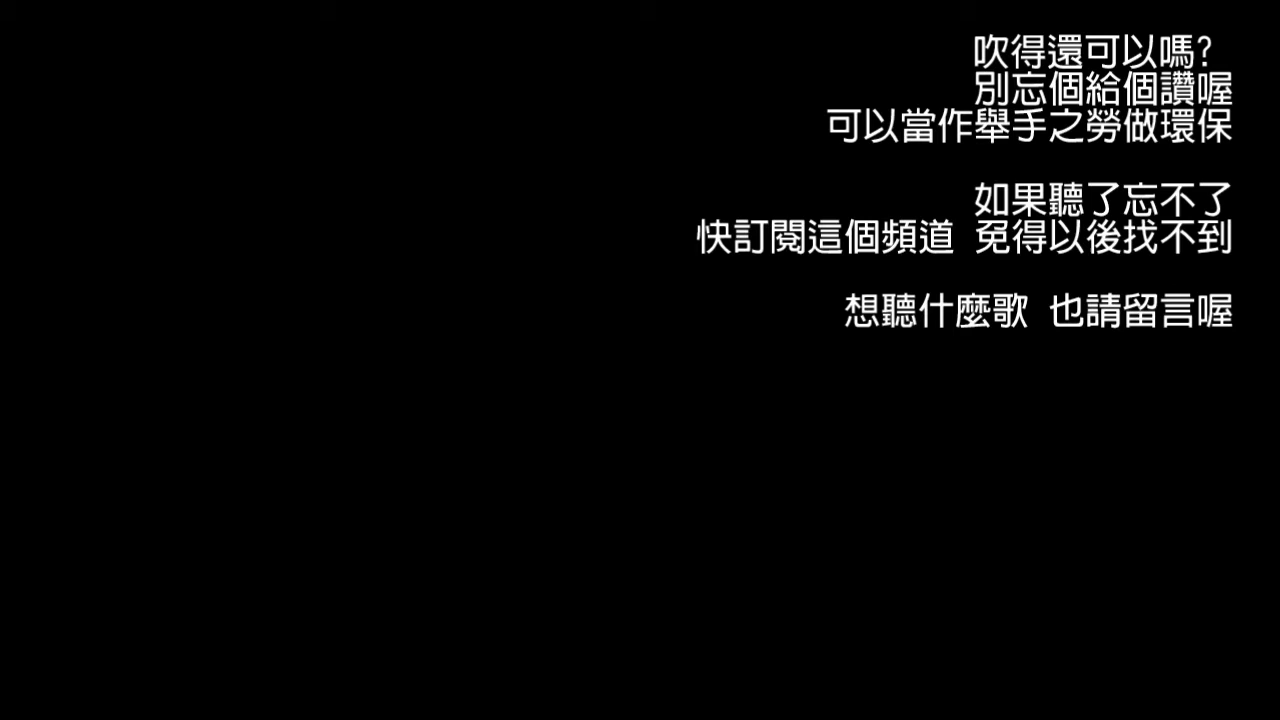 吹得還可以嗎?
別忘個給個讚喔
可以當作舉手之勞做環保
如果聽了忘不了
快訂閱這個頻道 免得以後找不到
想聽什麼歌 也請留言喔